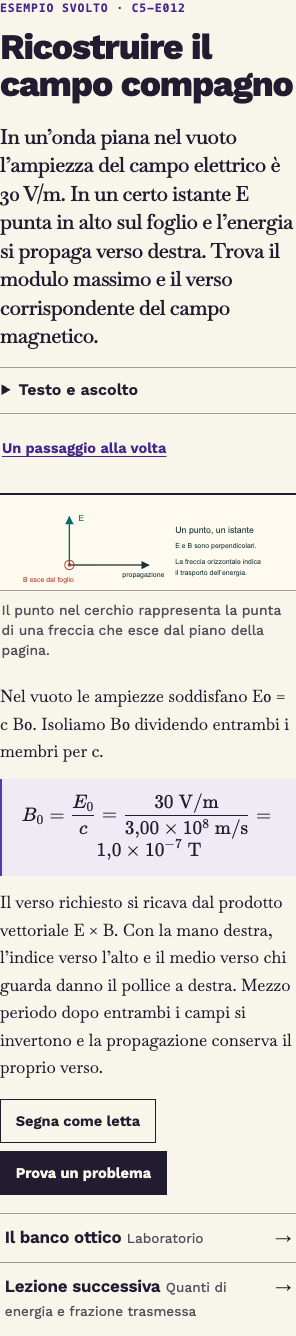 ESEMPIO SVOLTO · C5-E012
Ricostruire il
campo compagno
In un’onda piana nel vuoto
l’ampiezza del campo elettrico è
30 V/m. In un certo istante E
punta in alto sul foglio e l’energia
si propaga verso destra. Trova il
modulo massimo e il verso
corrispondente del campo
magnetico.
▶ Testo e ascolto
Un passaggio alla volta
E
Un punto, un istante
E e B sono perpendicolari.
La freccia orizzontale indica
il trasporto dell’energia.
propagazione
B esce dal foglio
Il punto nel cerchio rappresenta la punta
di una freccia che esce dal piano della
pagina.
Nel vuoto le ampiezze soddisfano E0 =
c B0. Isoliamo B0 dividendo entrambi i
membri per c.
B₀ = E₀/c = 30 V/m / 3,00 × 10⁸ m/s =
1,0 × 10⁻⁷ T
Il verso richiesto si ricava dal prodotto
vettoriale E × B. Con la mano destra,
l’indice verso l’alto e il medio verso chi
guarda danno il pollice a destra. Mezzo
periodo dopo entrambi i campi si
invertono e la propagazione conserva il
proprio verso.
Segna come letta
Prova un problema
Il banco ottico Laboratorio →
Lezione successiva Quanti di →
energia e frazione trasmessa